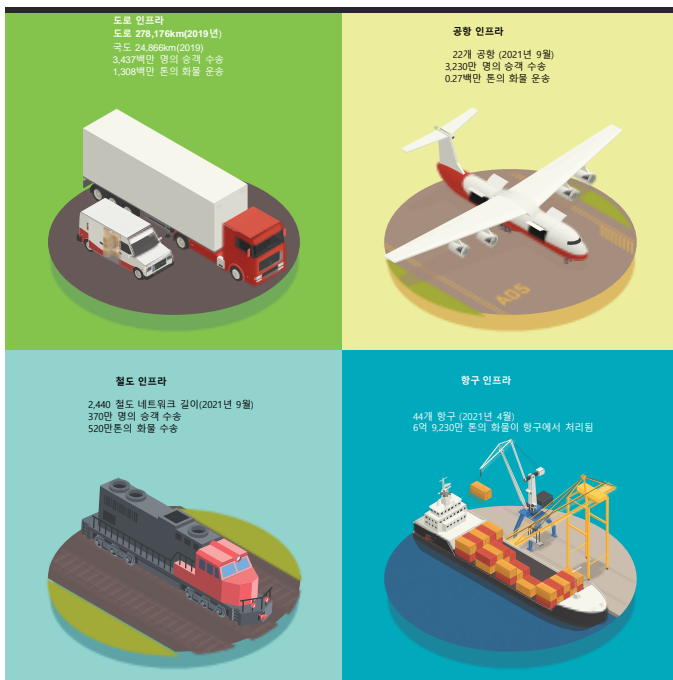 도로 인프라
도로 278,176km(2019년)
국도 24,866km(2019)
3,437백만 명의 승객 수송
1,308백만 톤의 화물 운송
공항 인프라
22개 공항 (2021년 9월)
3,230만 명의 승객 수송
0.27백만 톤의 화물 운송
A05
철도 인프라
2,440 철도 네트워크 길이(2021년 9월)
370만 명의 승객 수송
520만톤의 화물 수송
항구 인프라
44개 항구 (2021년 4월)
6억 9,230만 톤의 화물이 항구에서 처리됨